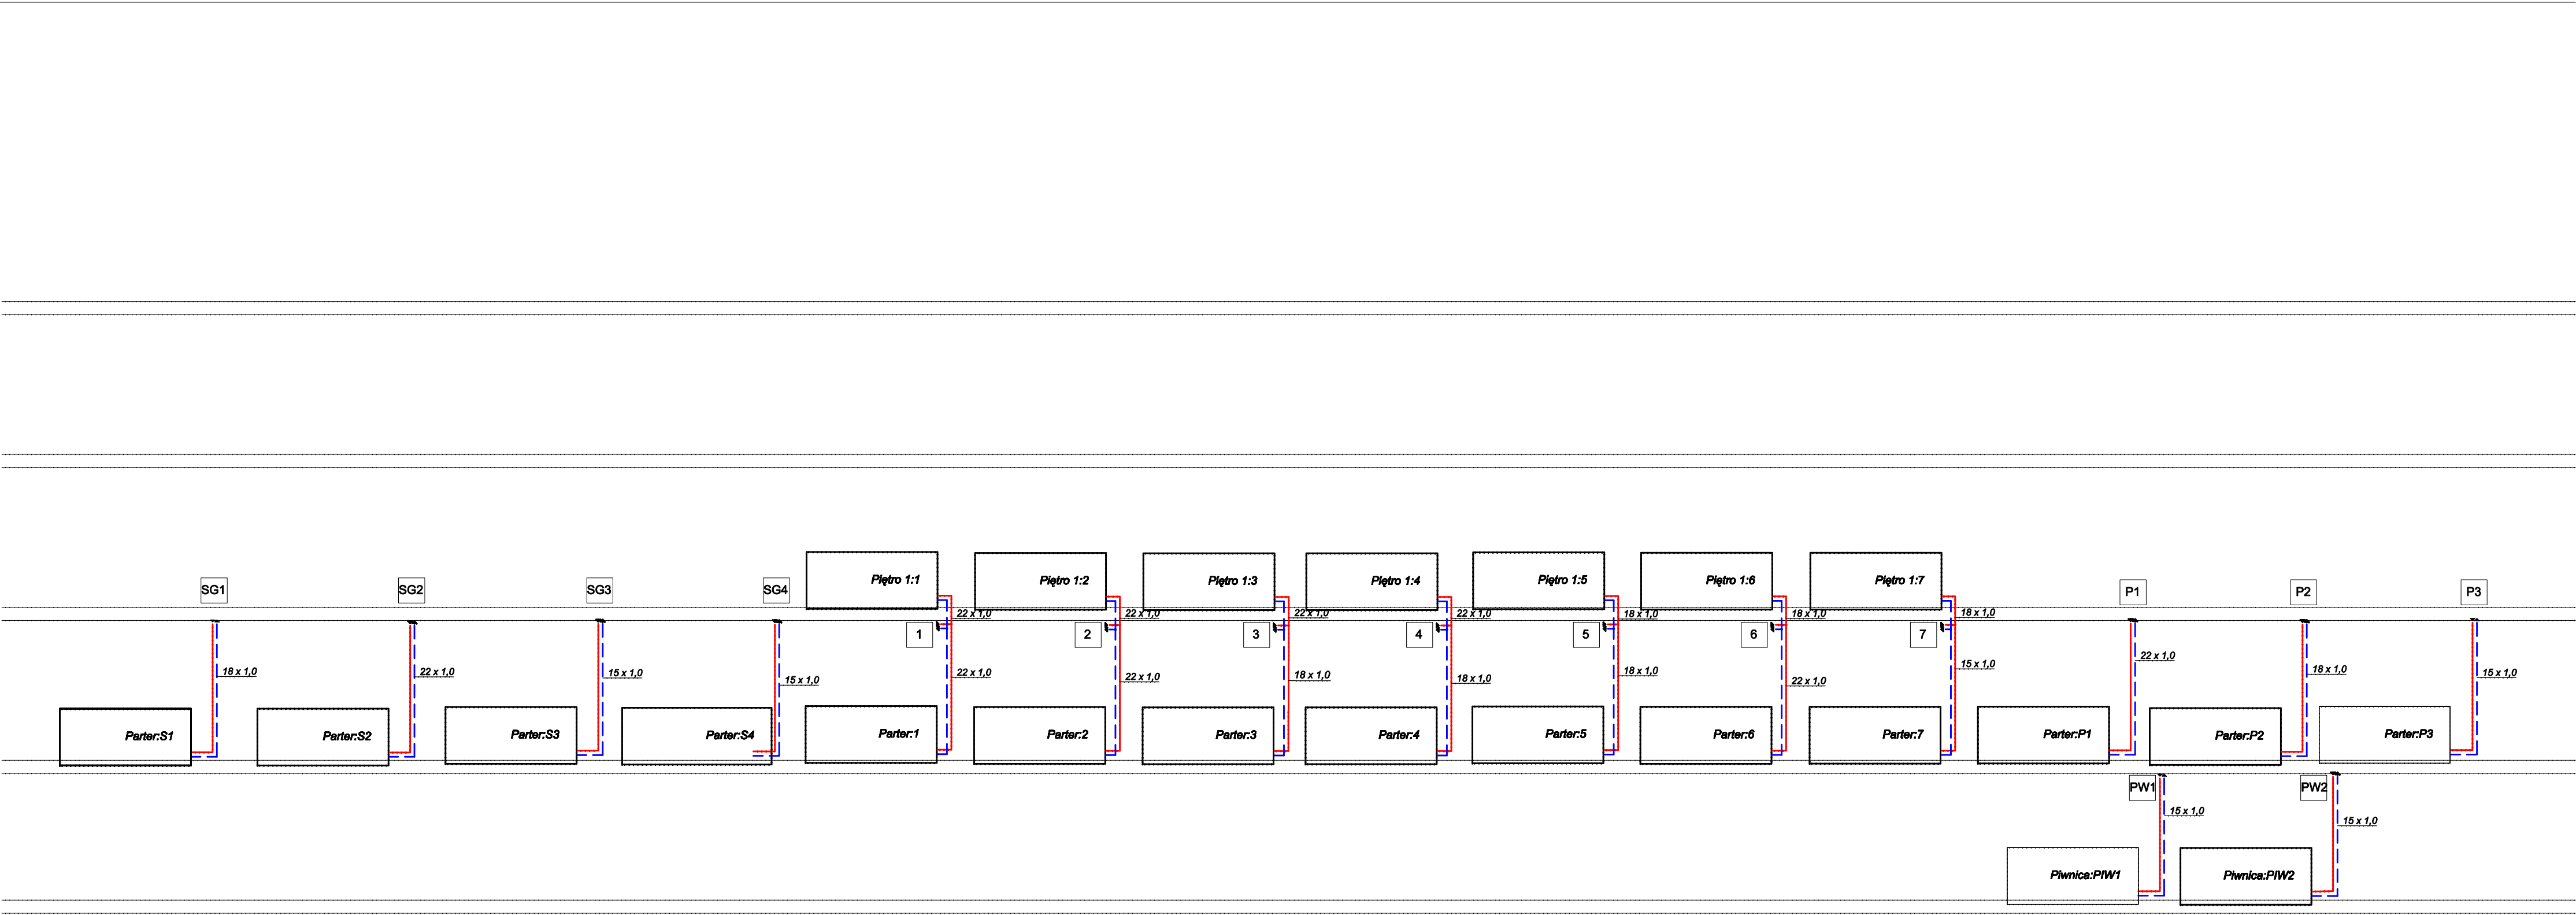 Piętro 1:1
Piętro 1:2
Piętro 1:3
Piętro 1:4
Piętro 1:5
Piętro 1:6
Piętro 1:7
SG1
SG2
SG3
SG4
P1
P2
P3
22 x 1,0
22 x 1,0
22 x 1,0
22 x 1,0
18 x 1,0
18 x 1,0
18 x 1,0
1
2
3
4
5
6
7
18 x 1,0
22 x 1,0
15 x 1,0
15 x 1,0
22 x 1,0
22 x 1,0
18 x 1,0
18 x 1,0
18 x 1,0
22 x 1,0
15 x 1,0
22 x 1,0
18 x 1,0
15 x 1,0
Parter:S1
Parter:S2
Parter:S3
Parter:S4
Parter:1
Parter:2
Parter:3
Parter:4
Parter:5
Parter:6
Parter:7
Parter:P1
Parter:P2
Parter:P3
PW1
PW2
15 x 1,0
15 x 1,0
Piwnica:PIW1
Piwnica:PIW2